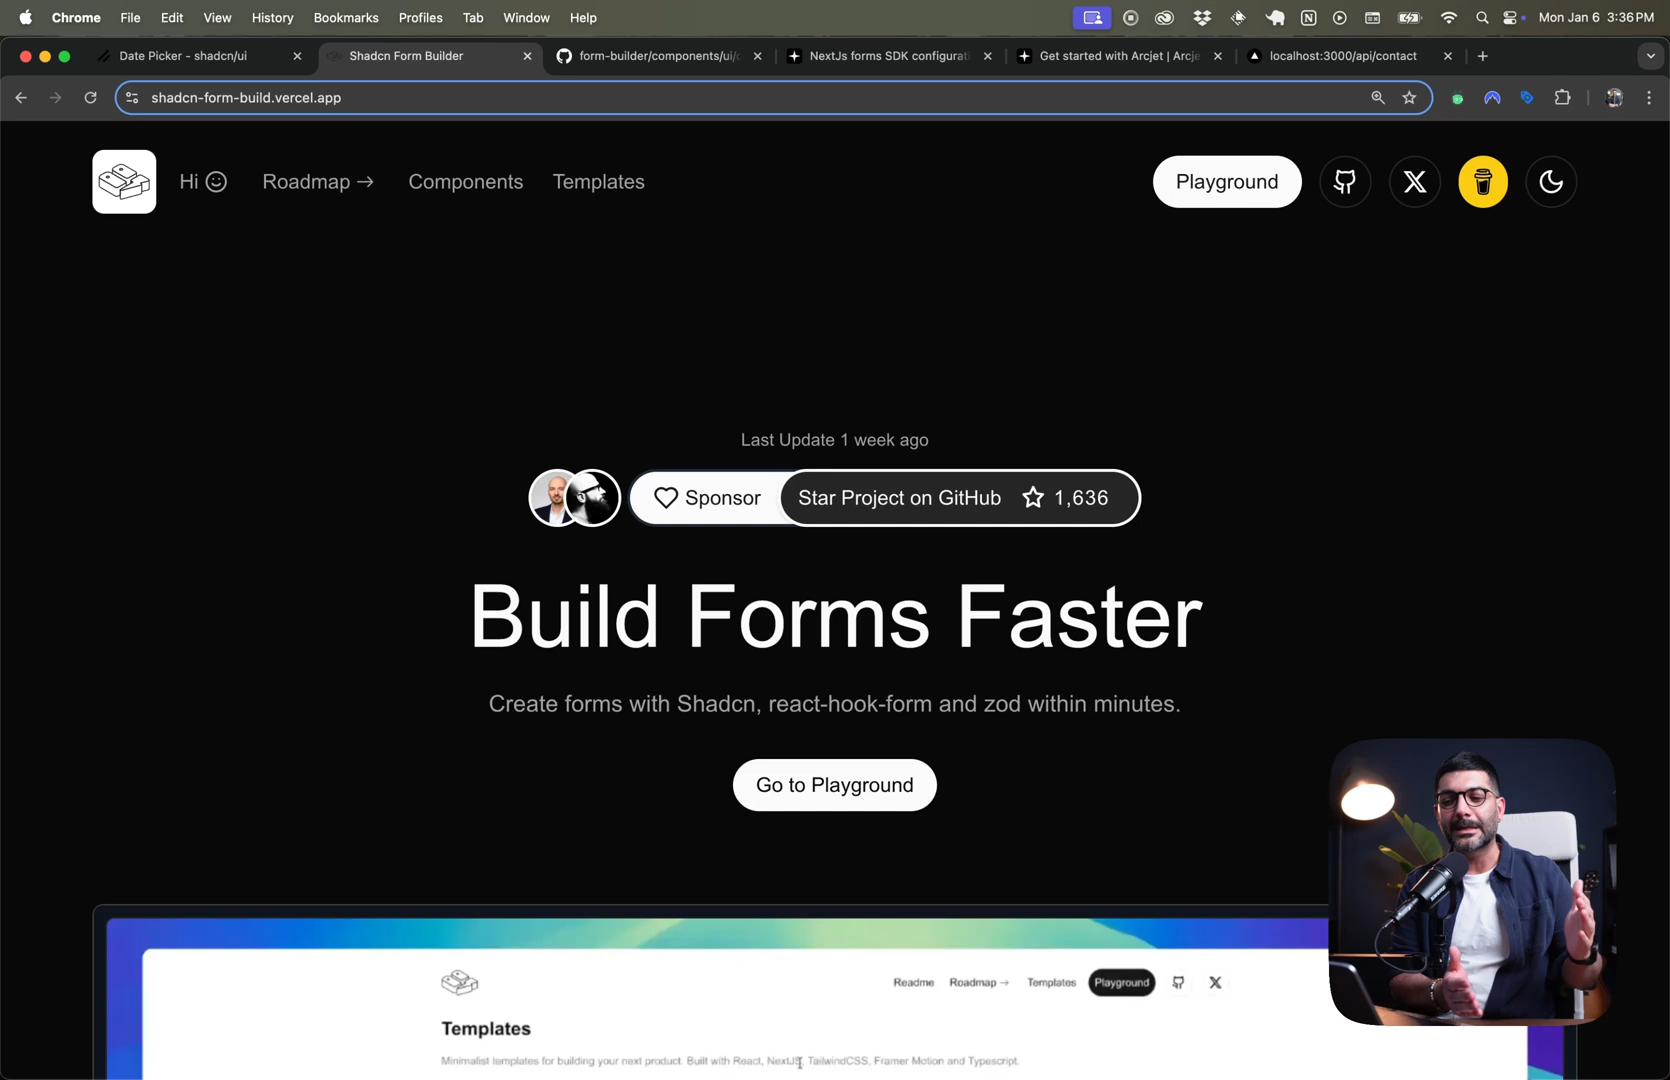 Chrome File Edit View History Bookmarks Profiles Tab Window Help Mon Jan 6 3:36 PM
Date Picker - shadcn/ui Shadcn Form Builder form-builder/components/ui/ NextJs forms SDK configurati Get started with Arcjet | Arcje localhost:3000/api/contact
shadcn-form-build.vercel.app
Hi Roadmap → Components Templates Playground
Last Update 1 week ago
Sponsor Star Project on GitHub 1,636
Build Forms Faster
Create forms with Shadcn, react-hook-form and zod within minutes.
Go to Playground
Readme Roadmap → Templates Playground
Templates
Minimalist templates for building your next product. Built with React, NextJS, TailwindCSS, Framer Motion and Typescript.